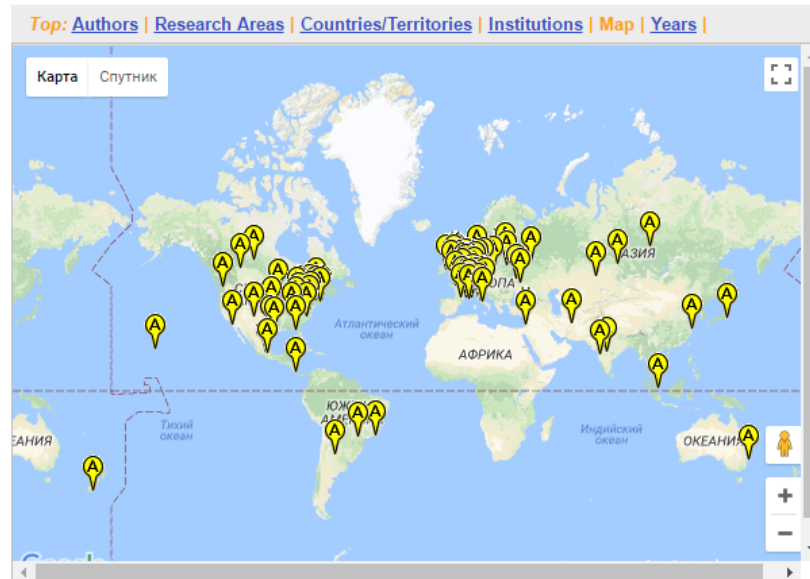 Top: Authors | Research Areas | Countries/Territories | Institutions | Map | Years |
Карта Спутник
АЗИЯ
Атлантический
океан
АФРИКА
Тихий
океан
Индийский
океан
ОКЕАНИЯ
+
−